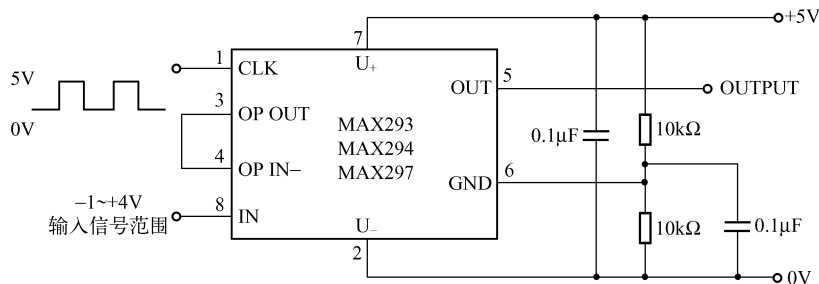 +5V
7
1
U+
5V
CLK
5
OUT
OUTPUT
3
OP OUT
0V
MAX293
0.1μF
10kΩ
MAX294
4
OP IN−
MAX297
6
GND
−1~+4V
8
IN
输入信号范围
U−
10kΩ
0.1μF
2
0V